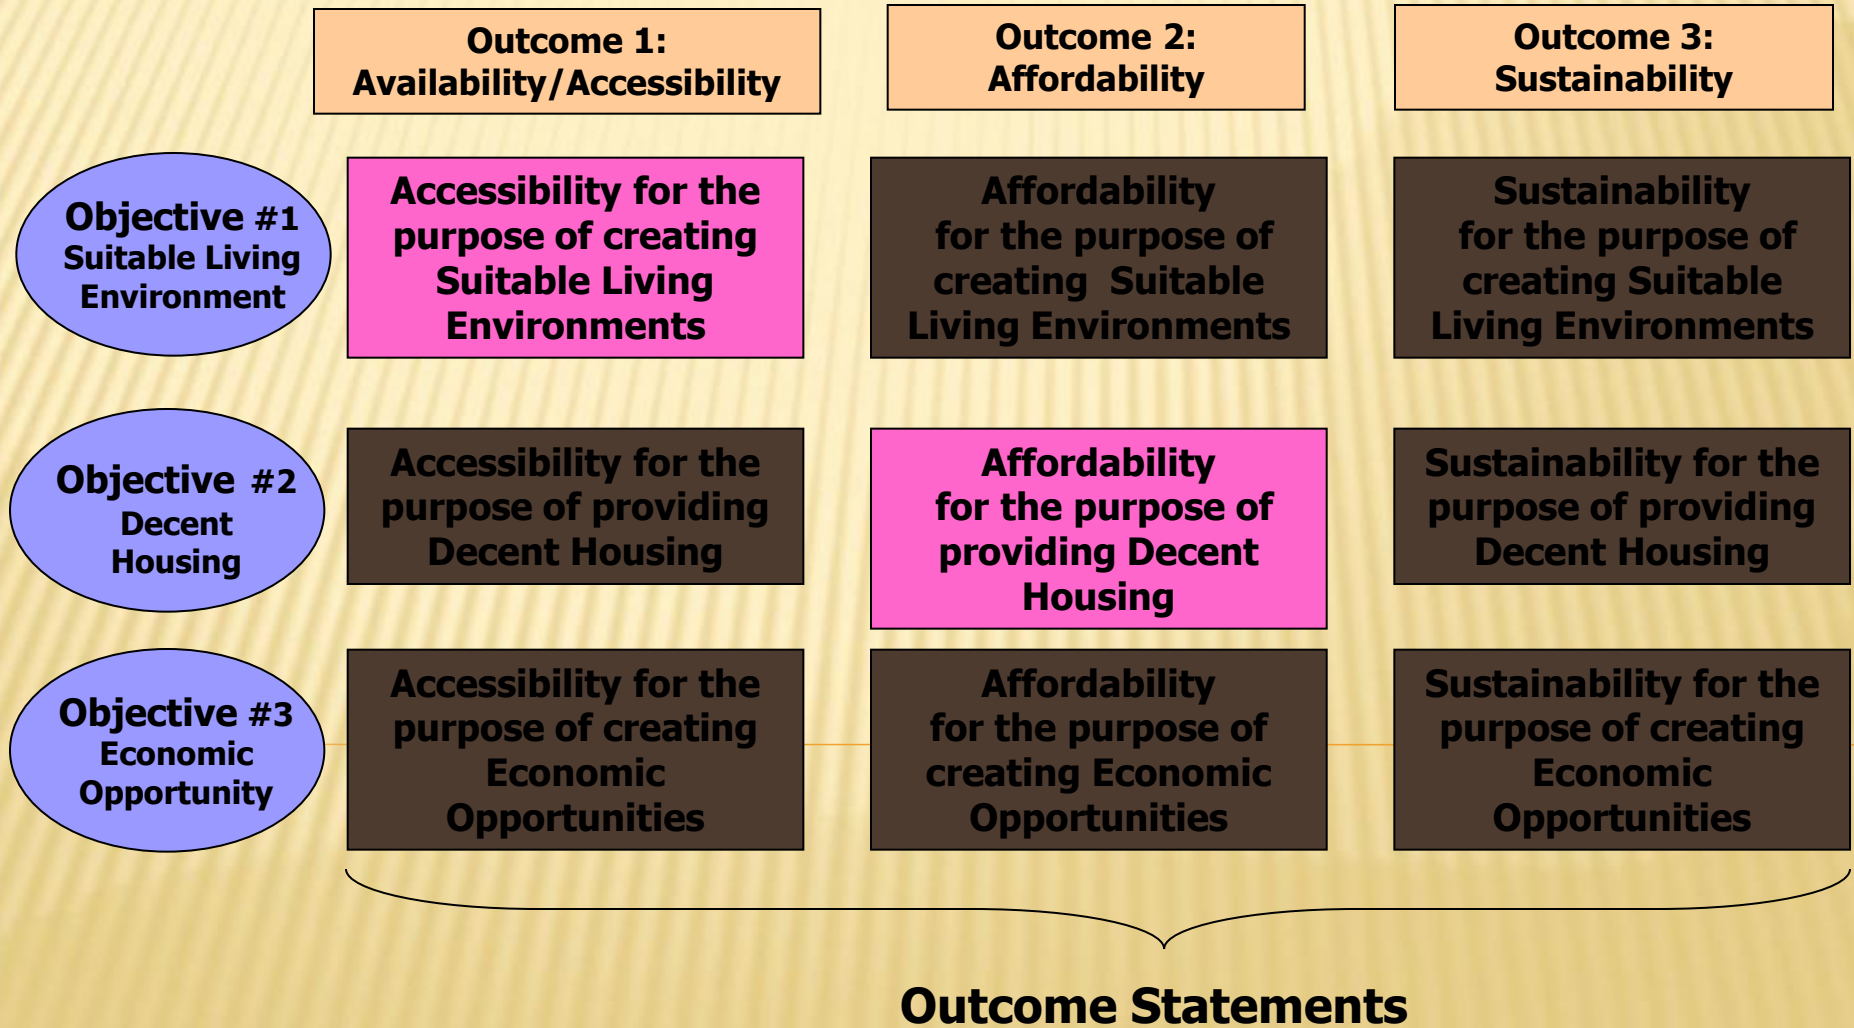 Outcome 1:
Availability/Accessibility
Outcome 2:
Affordability
Outcome 3:
Sustainability
Objective #1
Suitable Living
Environment
Accessibility for the
purpose of creating
Suitable Living
Environments
Affordability
for the purpose of
creating Suitable
Living Environments
Sustainability
for the purpose of
creating Suitable
Living Environments
Objective #2
Decent
Housing
Accessibility for the
purpose of providing
Decent Housing
Affordability
for the purpose of
providing Decent
Housing
Sustainability for the
purpose of providing
Decent Housing
Objective #3
Economic
Opportunity
Accessibility for the
purpose of creating
Economic
Opportunities
Affordability
for the purpose of
creating Economic
Opportunities
Sustainability for the
purpose of creating
Economic
Opportunities
Outcome Statements